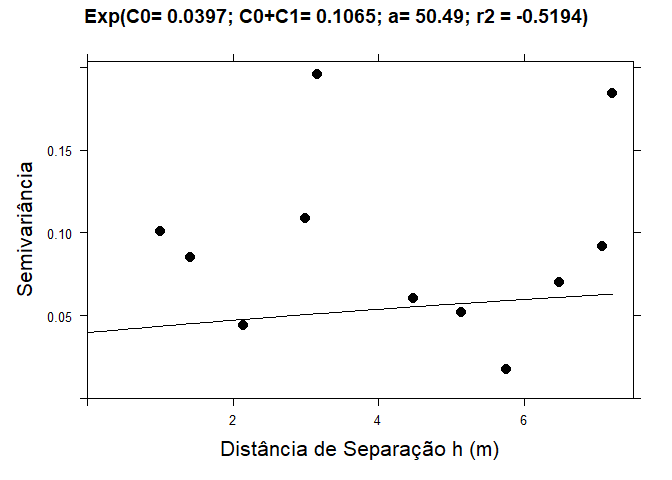 Exp(C0= 0.0397; C0+C1= 0.1065; a= 50.49; r2 = -0.5194)
Semivariância
0.15
0.10
0.05
2
4
6
Distância de Separação h (m)